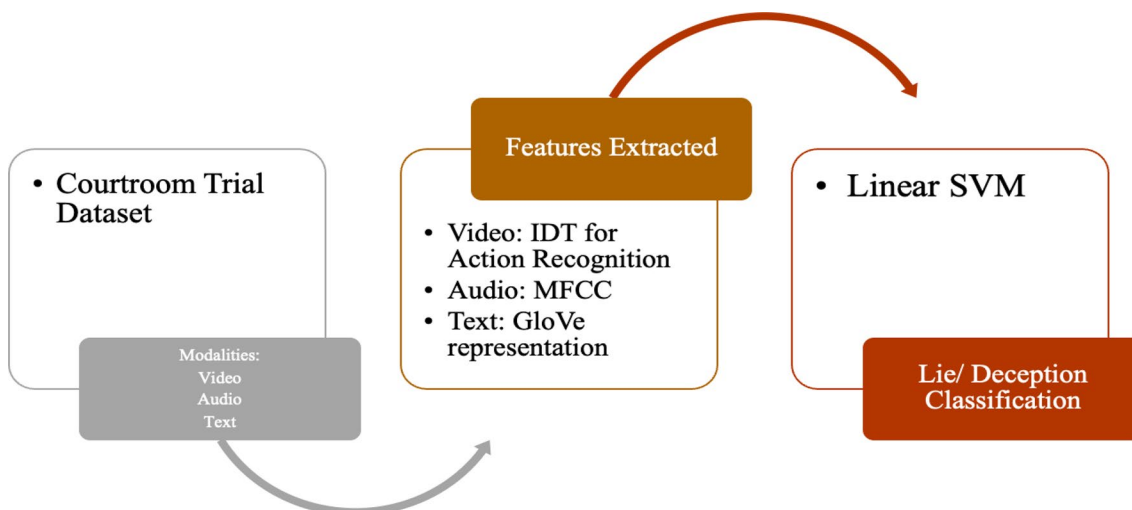 • Courtroom Trial
Dataset
Modalities:
Video
Audio
Text
Features Extracted
• Video: IDT for
Action Recognition
• Audio: MFCC
• Text: GloVe
representation
• Linear SVM
Lie/ Deception
Classification